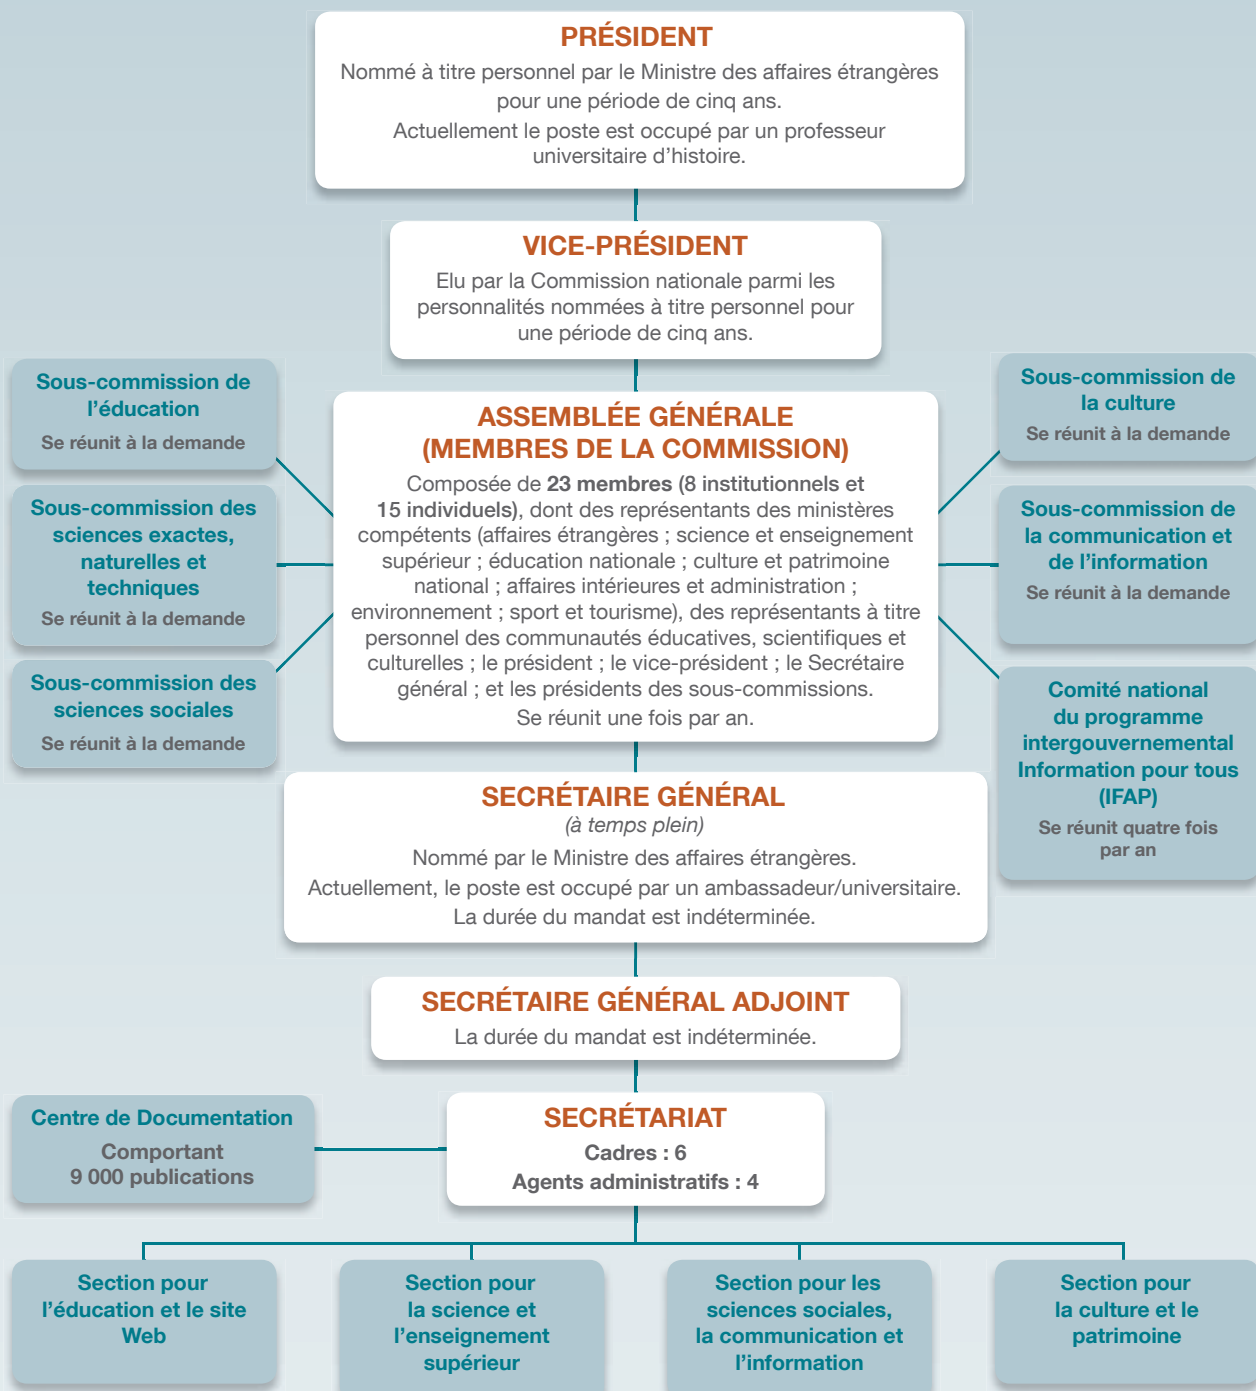 PRÉSIDENT
Nommé à titre personnel par le Ministre des affaires étrangères
pour une période de cinq ans.
Actuellement le poste est occupé par un professeur
universitaire d’histoire.
VICE-PRÉSIDENT
Elu par la Commission nationale parmi les
personnalités nommées à titre personnel pour
une période de cinq ans.
Sous-commission de
l’éducation
Se réunit à la demande
Sous-commission des
sciences exactes,
naturelles et
techniques
Se réunit à la demande
Sous-commission des
sciences sociales
Se réunit à la demande
ASSEMBLÉE GÉNÉRALE
(MEMBRES DE LA COMMISSION)
Composée de 23 membres (8 institutionnels et
15 individuels), dont des représentants des ministères
compétents (affaires étrangères ; science et enseignement
supérieur ; éducation nationale ; culture et patrimoine
national ; affaires intérieures et administration ;
environnement ; sport et tourisme), des représentants à titre
personnel des communautés éducatives, scientifiques et
culturelles ; le président ; le vice-président ; le Secrétaire
général ; et les présidents des sous-commissions.
Se réunit une fois par an.
Sous-commission de
la culture
Se réunit à la demande
Sous-commission de
la communication et
de l’information
Se réunit à la demande
Comité national
du programme
intergouvernemental
Information pour tous
(IFAP)
Se réunit quatre fois
par an
SECRÉTAIRE GÉNÉRAL
(à temps plein)
Nommé par le Ministre des affaires étrangères.
Actuellement, le poste est occupé par un ambassadeur/universitaire.
La durée du mandat est indéterminée.
SECRÉTAIRE GÉNÉRAL ADJOINT
La durée du mandat est indéterminée.
Centre de Documentation
Comportant
9 000 publications
SECRÉTARIAT
Cadres : 6
Agents administratifs : 4
Section pour
l’éducation et le site
Web
Section pour
la science et
l’enseignement
supérieur
Section pour les
sciences sociales,
la communication et
l’information
Section pour
la culture et le
patrimoine